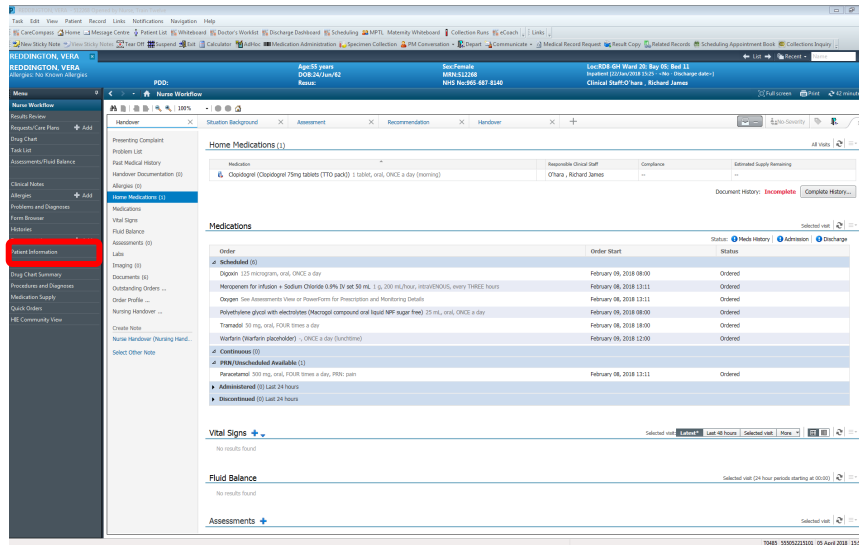 Task Edit View Patient Record Links Notifications Navigation Help
CareCompass Message Centre Patient List Whiteboard Doctor's Worklist Discharge Dashboard Scheduling MPTL Maternity Whiteboard Collection Runs eCoach Links
New Sticky Note View Sticky Notes Tear Off Suspend Exit Calculator AdHoc Medication Administration Specimen Collection PM Conversation Depart Communicate Medical Record Request Result Copy Related Records Scheduling Appointment Book Collections Inquiry
REDDINGTON, VERA List Recent Name
REDDINGTON, VERA Age:55 years Sex:Female Loc:RD8-GH Ward 20; Bay 05; Bed 11
Allergies: No Known Allergies DOB:24/Jun/62 MRN:512268 Inpatient [22/Jan/2018 15:25 - <No - Discharge date>]
PDD: Resus: NHS No:965-687-8140 Clinical Staff:O'hara , Richard James
Menu Nurse Workflow Full screen Print 42 minut
Nurse Workflow
Results Review
Requests/Care Plans Add
Drug Chart
Task List
Assessments/Fluid Balance
Clinical Notes
Allergies Add
Problems and Diagnoses
Form Browser
Histories
Patient Information
Drug Chart Summary
Procedures and Diagnoses
Medication Supply
Quick Orders
HIE Community View
100%
Handover Situation Background Assessment Recommendation Handover No Severity
Presenting Complaint
Problem List
Past Medical History
Handover Documentation (0)
Allergies (0)
Home Medications (1)
Medications
Vital Signs
Fluid Balance
Assessments (0)
Labs
Imaging (0)
Documents (6)
Outstanding Orders ...
Order Profile ...
Nursing Handover ...
Create Note
Nurse Handover (Nursing Hand...
Select Other Note
Home Medications (1) All Visits
Medication Responsible Clinical Staff Compliance Estimated Supply Remaining
Clopidogrel (Clopidogrel 75mg tablets (TTO pack)) 1 tablet, oral, ONCE a day (morning) O'hara , Richard James -- --
Document History: Incomplete Complete History...
Medications Selected visit
Status: Meds History Admission Discharge
Order Order Start Status
Scheduled (6)
Digoxin 125 microgram, oral, ONCE a day February 09, 2018 08:00 Ordered
Meropenem for infusion + Sodium Chloride 0.9% IV set 50 mL 1 g, 200 mL/hour, intraVENOUS, every THREE hours February 08, 2018 13:11 Ordered
Oxygen See Assessments View or PowerForm for Prescription and Monitoring Details February 08, 2018 13:11 Ordered
Polyethylene glycol with electrolytes (Macrogol compound oral liquid NPF sugar free) 25 mL, oral, ONCE a day February 09, 2018 08:00 Ordered
Tramadol 50 mg, oral, FOUR times a day February 08, 2018 18:00 Ordered
Warfarin (Warfarin placeholder) -, ONCE a day (lunchtime) February 09, 2018 12:00 Ordered
Continuous (0)
PRN/Unscheduled Available (1)
Paracetamol 500 mg, oral, FOUR times a day, PRN: pain February 08, 2018 13:11 Ordered
Administered (0) Last 24 hours
Discontinued (0) Last 24 hours
Vital Signs Selected visit: Latest* Last 48 hours Selected visit More
No results found
Fluid Balance Selected visit (24 hour periods starting at 00:00)
No results found
Assessments Selected visit
T0485 555052215101 05 April 2018